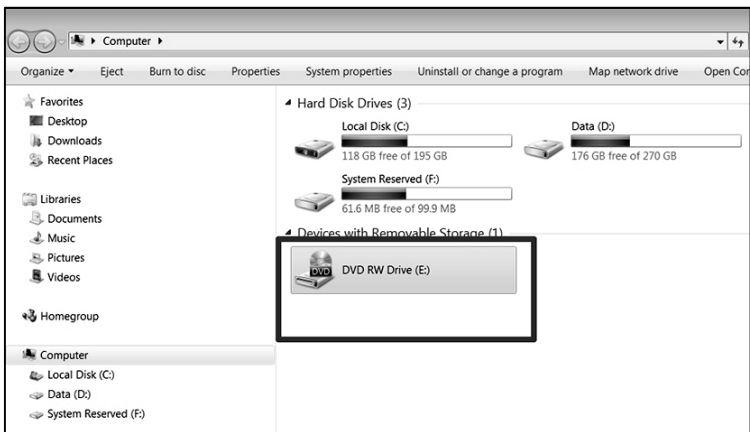 Computer
Organize Eject Burn to disc Properties System properties Uninstall or change a program Map network drive Open Cor
Favorites
Desktop
Downloads
Recent Places
Libraries
Documents
Music
Pictures
Videos
Homegroup
Computer
Local Disk (C:)
Data (D:)
System Reserved (F:)
Hard Disk Drives (3)
Local Disk (C:)
118 GB free of 195 GB
Data (D:)
176 GB free of 270 GB
System Reserved (F:)
61.6 MB free of 99.9 MB
Devices with Removable Storage (1)
DVD
DVD RW Drive (E:)